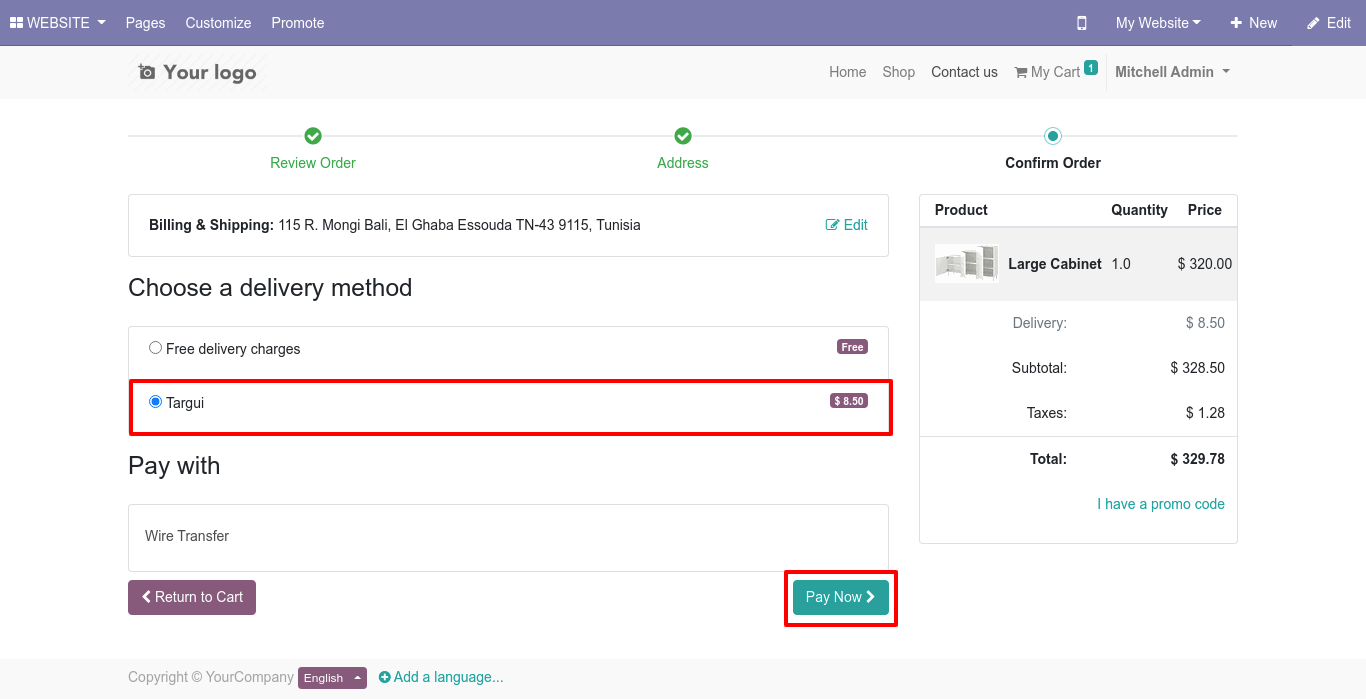 WEBSITE Pages Customize Promote My Website New Edit
Your logo Home Shop Contact us My Cart 1 Mitchell Admin
Review Order Address Confirm Order
Billing & Shipping: 115 R. Mongi Bali, El Ghaba Essouda TN-43 9115, Tunisia Edit
Choose a delivery method
Free delivery charges Free
Targui $ 8.50
Pay with
Wire Transfer
Return to Cart Pay Now
Product Quantity Price
Large Cabinet 1.0 $ 320.00
Delivery: $ 8.50
Subtotal: $ 328.50
Taxes: $ 1.28
Total: $ 329.78
I have a promo code
Copyright © YourCompany English Add a language...